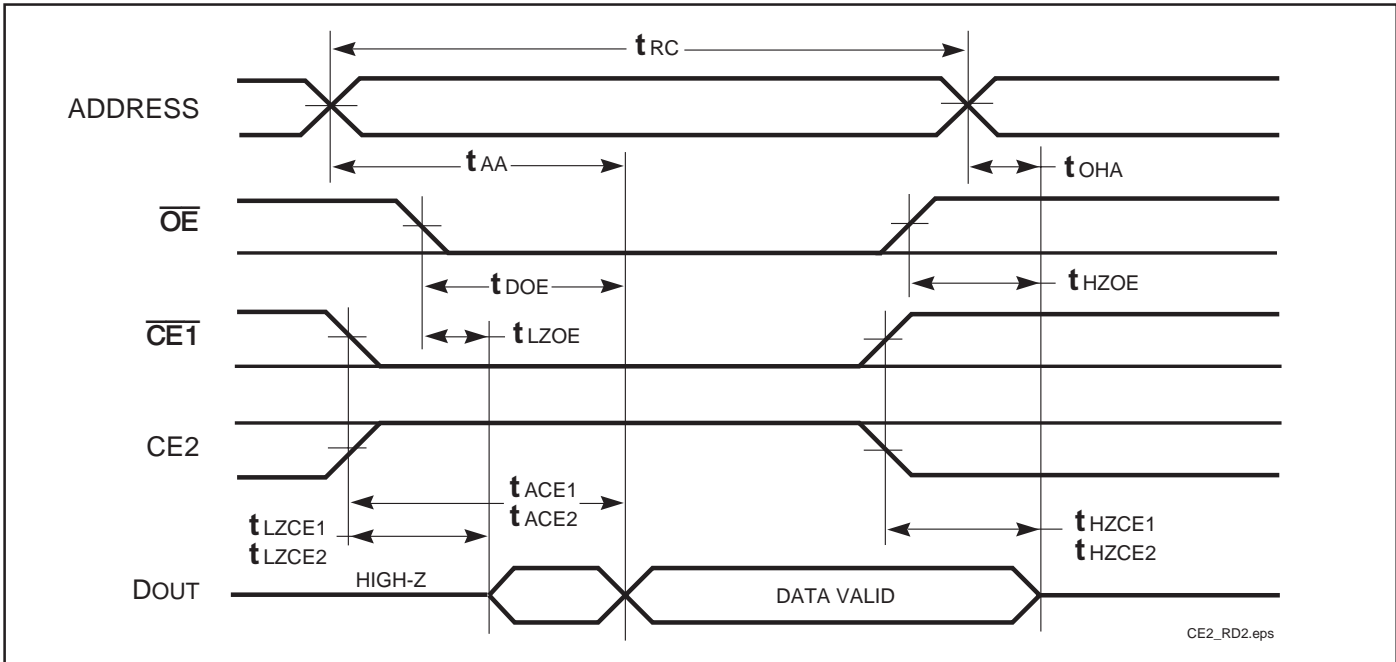 tRC
ADDRESS
tAA
tOHA
OE
tDOE
tHZOE
CE1
tLZOE
CE2
tACE1
tACE2
tLZCE1
tLZCE2
tHZCE1
tHZCE2
DOUT
HIGH-Z
DATA VALID
CE2_RD2.eps